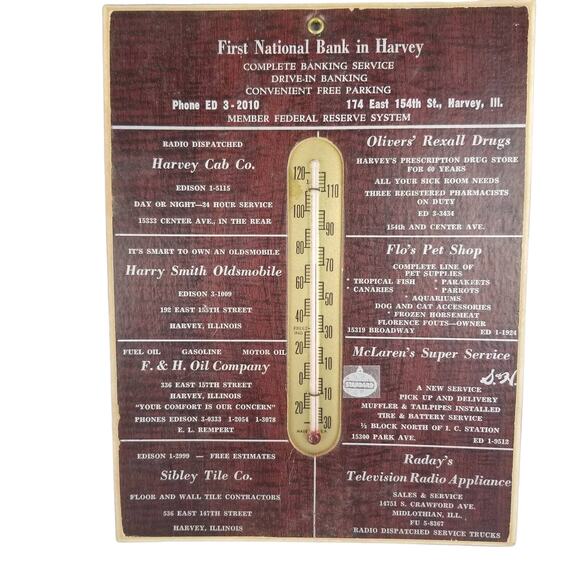 First National Bank in Harvey
COMPLETE BANKING SERVICE
DRIVE-IN BANKING
CONVENIENT FREE PARKING
Phone ED 3-2010 174 East 154th St., Harvey, Ill.
MEMBER FEDERAL RESERVE SYSTEM
RADIO DISPATCHED
Harvey Cab Co.
EDISON 1-5115
DAY OR NIGHT—24 HOUR SERVICE
15333 CENTER AVE., IN THE REAR
Olivers' Rexall Drugs
HARVEY'S PRESCRIPTION DRUG STORE
FOR 60 YEARS
ALL YOUR SICK ROOM NEEDS
THREE REGISTERED PHARMACISTS
ON DUTY
ED 3-3434
154th AND CENTER AVE.
IT'S SMART TO OWN AN OLDSMOBILE
Harry Smith Oldsmobile
EDISON 3-1009
192 EAST 155TH STREET
HARVEY, ILLINOIS
Flo's Pet Shop
COMPLETE LINE OF
PET SUPPLIES
* TROPICAL FISH * PARAKEETS
* CANARIES * PARROTS
* AQUARIUMS
DOG AND CAT ACCESSORIES
* FROZEN HORSEMEAT
FLORENCE FOUTS—OWNER
15319 BROADWAY ED 1-1924
FUEL OIL GASOLINE MOTOR OIL
F. & H. Oil Company
336 EAST 157TH STREET
HARVEY, ILLINOIS
"YOUR COMFORT IS OUR CONCERN"
PHONES EDISON 3-0333 1-2054 1-3078
E. L. REMPERT
McLaren's Super Service
STANDARD
S&H
A NEW SERVICE
PICK UP AND DELIVERY
MUFFLER & TAILPIPES INSTALLED
TIRE & BATTERY SERVICE
½ BLOCK NORTH OF I. C. STATION
15300 PARK AVE. ED 1-9512
EDISON 1-2999 — FREE ESTIMATES
Sibley Tile Co.
FLOOR AND WALL TILE CONTRACTORS
536 EAST 147TH STREET
HARVEY, ILLINOIS
Raday's
Television Radio Appliance
SALES & SERVICE
14751 S. CRAWFORD AVE.
MIDLOTHIAN, ILL.
FU 5-8367
RADIO DISPATCHED SERVICE TRUCKS
120
110
100
90
80
70
60
50
40
30
FREEZING
20
10
0
10
20
30